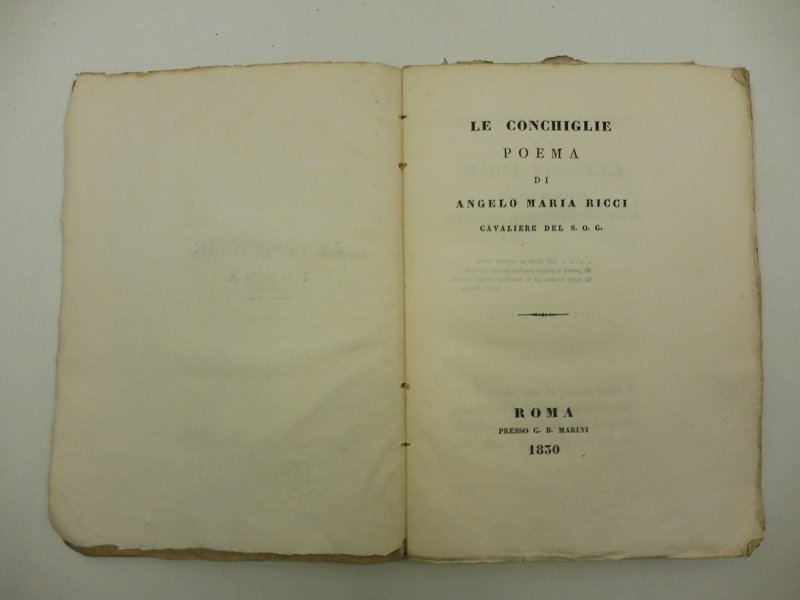 LE CONCHIGLIE
POEMA
DI
ANGELO MARIA RICCI
CAVALIERE DEL S. O. G.
ROMA
PRESSO G. B. MARINI
1830